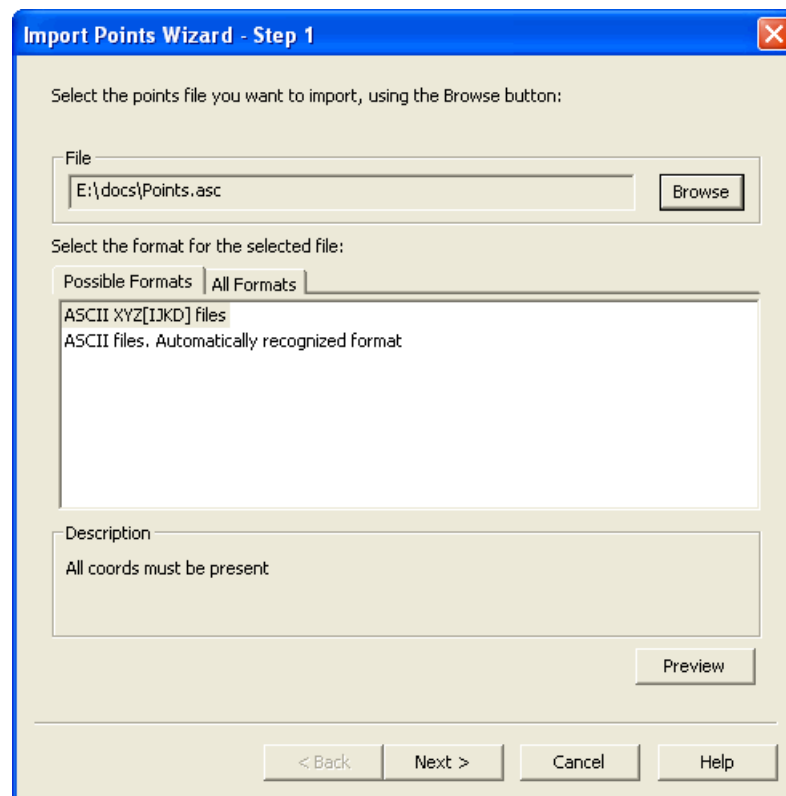 Import Points Wizard - Step 1
Select the points file you want to import, using the Browse button:
File
E:\docs\Points.asc
Browse
Select the format for the selected file:
Possible Formats
All Formats
ASCII XYZ[IJKD] files
ASCII files. Automatically recognized format
Description
All coords must be present
Preview
< Back
Next >
Cancel
Help